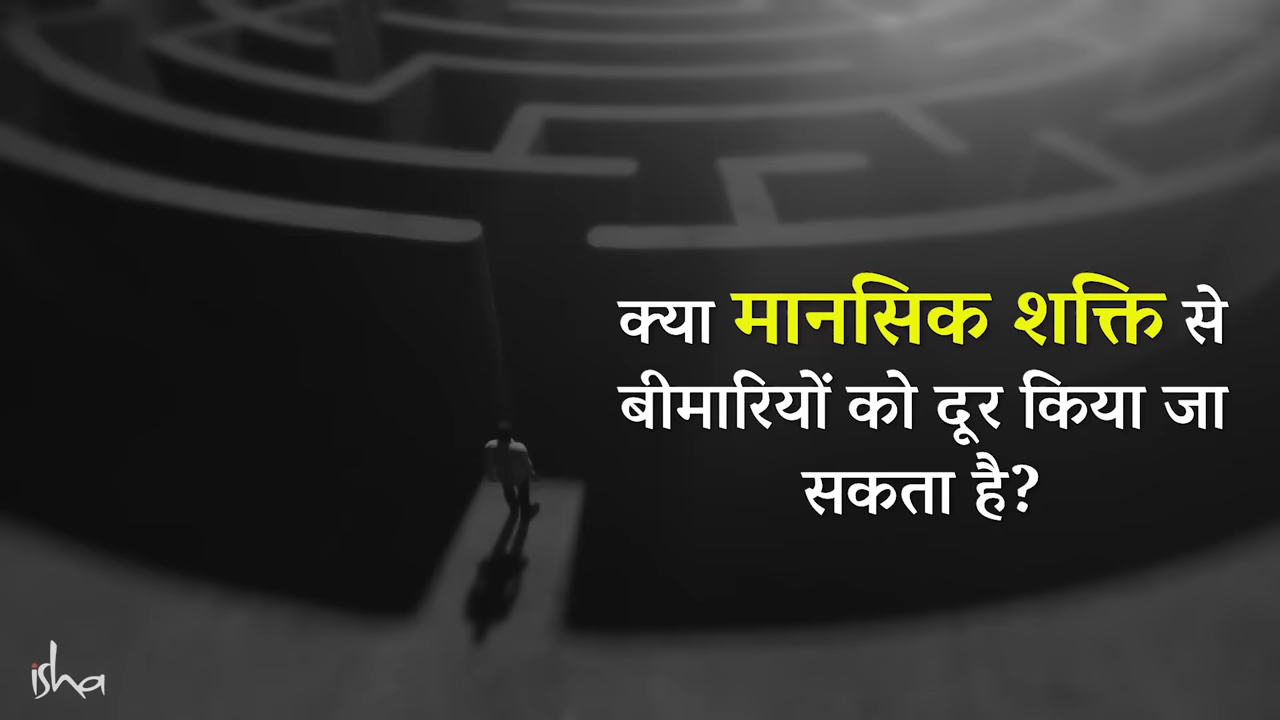 क्या मानसिक शक्ति से
बीमारियों को दूर किया जा
सकता है?
isha